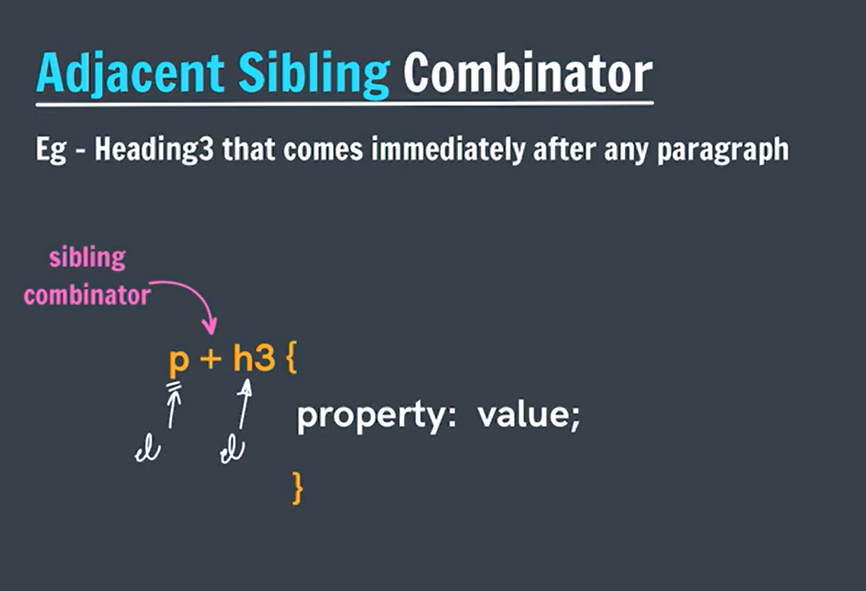 Adjacent Sibling Combinator
Eg - Heading3 that comes immediately after any paragraph
sibling
combinator
p + h3 {
el el
property: value;
}